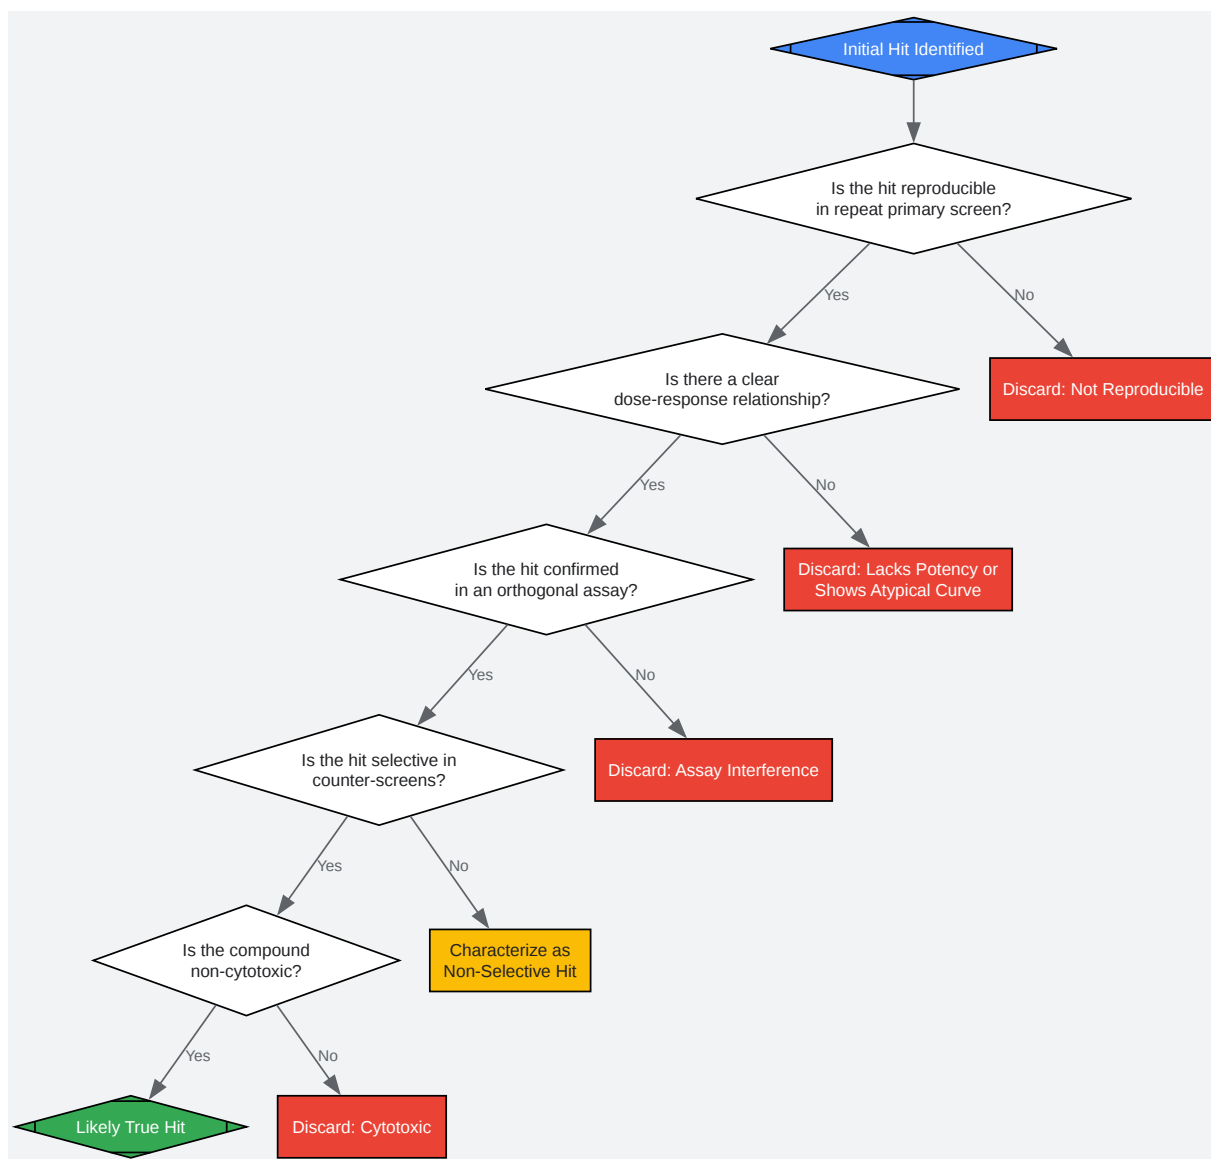 Initial Hit Identified
Is the hit reproducible
in repeat primary screen?
Yes
No
Is there a clear
dose-response relationship?
Discard: Not Reproducible
Yes
No
Is the hit confirmed
in an orthogonal assay?
Discard: Lacks Potency or
Shows Atypical Curve
Yes
No
Is the hit selective in
counter-screens?
Discard: Assay Interference
Yes
No
Is the compound
non-cytotoxic?
Characterize as
Non-Selective Hit
Yes
No
Likely True Hit
Discard: Cytotoxic